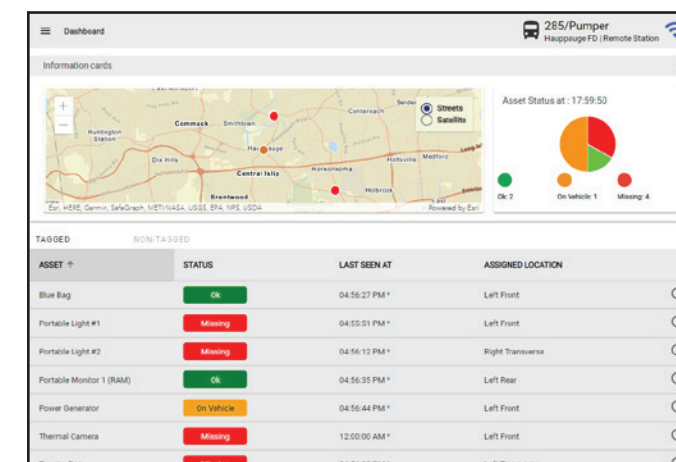 Dashboard
285/Pumper
Hauppauge FD | Remote Station
Information cards
+
−
Streets
Satellite
Commack
Smithtown
Centereach
Selden
Huntington
Station
Hauppauge
Dix Hills
Central Islip
Ronkonkoma
Holtsville
Medford
Holbrook
Brentwood
Esri, HERE, Garmin, SafeGraph, METI/NASA, USGS, EPA, NPS, USDA
Powered by Esri
Asset Status at : 17:59:50
Ok: 2
On Vehicle: 1
Missing: 4
TAGGED NON-TAGGED
ASSET ↑ STATUS LAST SEEN AT ASSIGNED LOCATION
Blue Bag Ok 04:56:27 PM * Left Front
Portable Light #1 Missing 04:55:51 PM * Left Front
Portable Light #2 Missing 04:56:12 PM * Right Transverse
Portable Monitor 1 (RAM) Ok 04:56:35 PM * Left Rear
Power Generator On Vehicle 04:56:44 PM * Left Front
Thermal Camera Missing 12:00:00 AM * Left Front